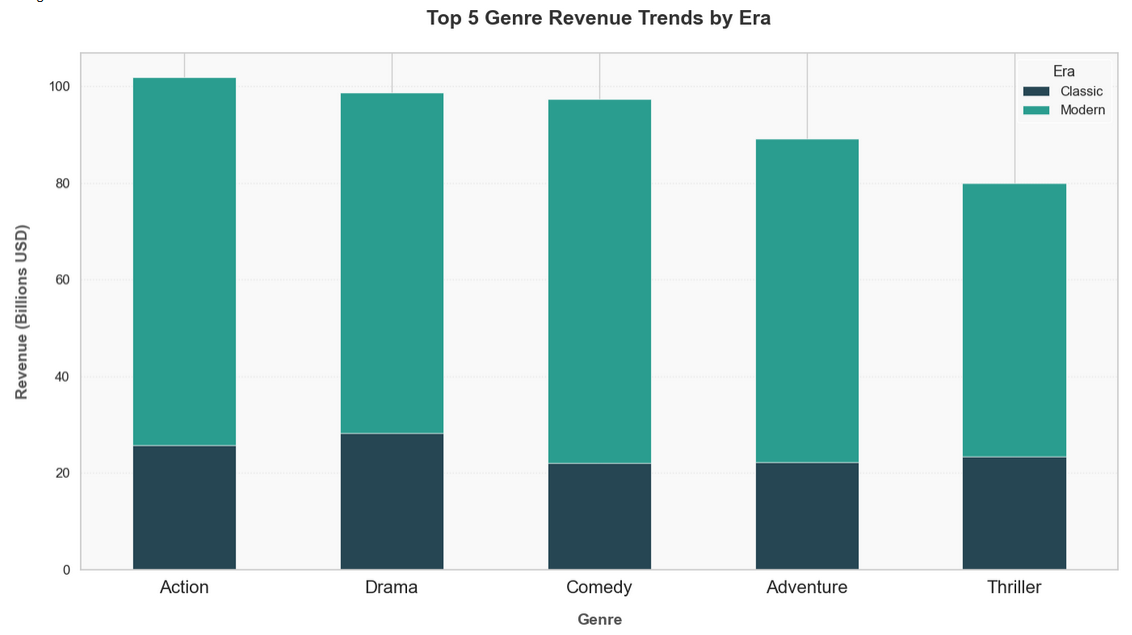 Top 5 Genre Revenue Trends by Era
Era
Classic
Modern
Revenue (Billions USD)
100
80
60
40
20
0
Action
Drama
Comedy
Adventure
Thriller
Genre